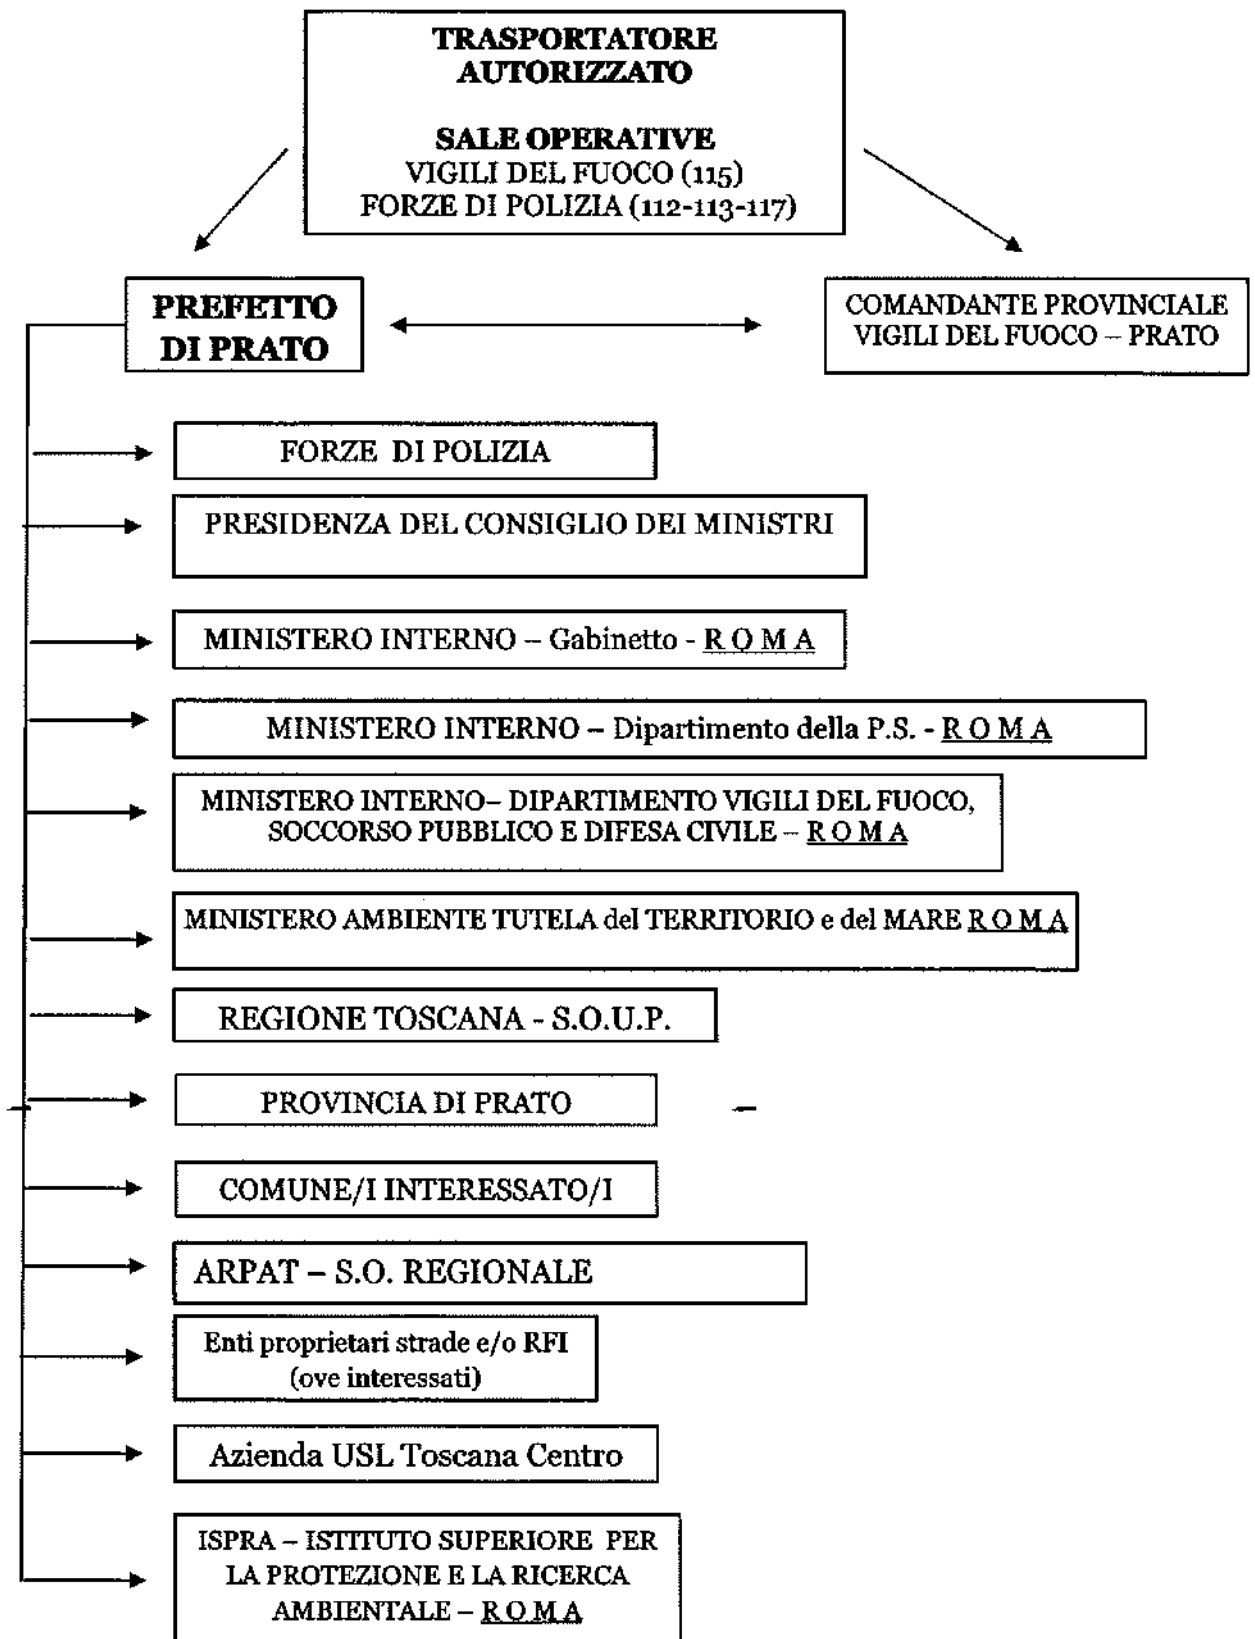 TRASPORTATORE
AUTORIZZATO
SALE OPERATIVE
VIGILI DEL FUOCO (115)
FORZE DI POLIZIA (112-113-117)
PREFETTO
DI PRATO
COMANDANTE PROVINCIALE
VIGILI DEL FUOCO – PRATO
FORZE DI POLIZIA
PRESIDENZA DEL CONSIGLIO DEI MINISTRI
MINISTERO INTERNO – Gabinetto - R O M A
MINISTERO INTERNO – Dipartimento della P.S. - R O M A
MINISTERO INTERNO– DIPARTIMENTO VIGILI DEL FUOCO,
SOCCORSO PUBBLICO E DIFESA CIVILE – R O M A
MINISTERO AMBIENTE TUTELA del TERRITORIO e del MARE R O M A
REGIONE TOSCANA - S.O.U.P.
PROVINCIA DI PRATO
COMUNE/I INTERESSATO/I
ARPAT – S.O. REGIONALE
Enti proprietari strade e/o RFI
(ove interessati)
Azienda USL Toscana Centro
ISPRA – ISTITUTO SUPERIORE PER
LA PROTEZIONE E LA RICERCA
AMBIENTALE – R O M A